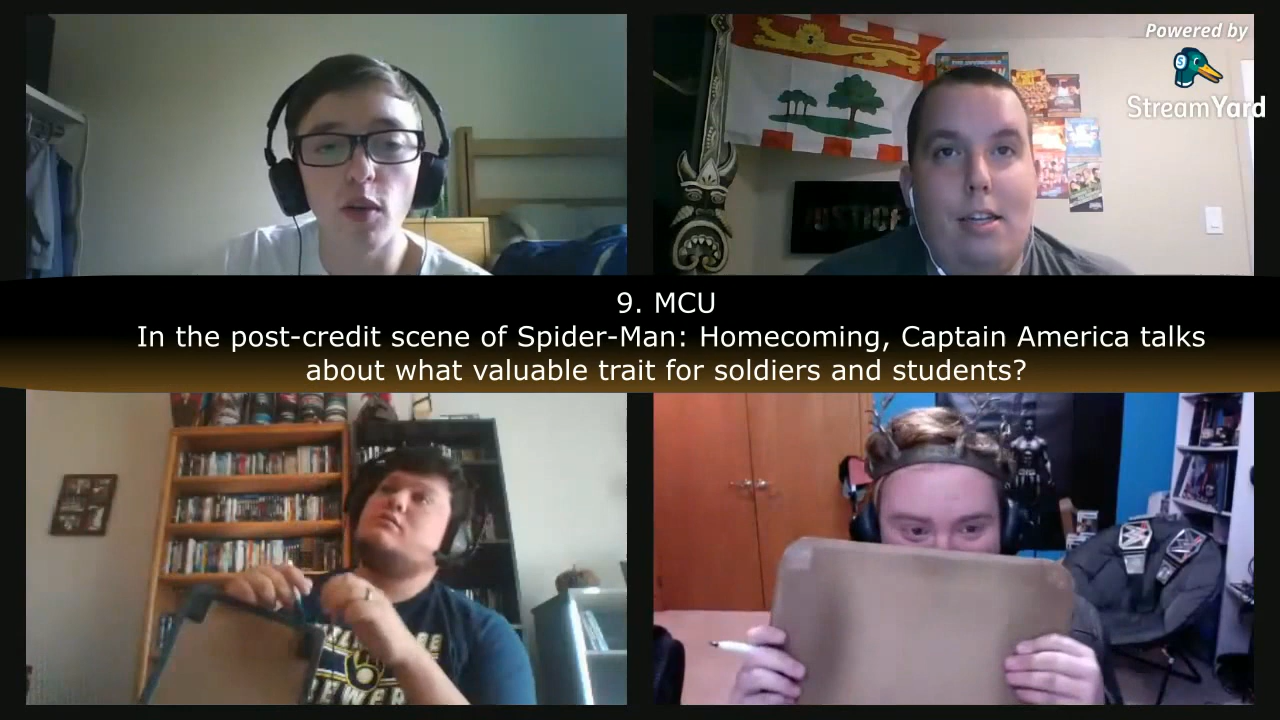 Powered by
StreamYard
JUSTICE
9. MCU
In the post-credit scene of Spider-Man: Homecoming, Captain America talks
about what valuable trait for soldiers and students?